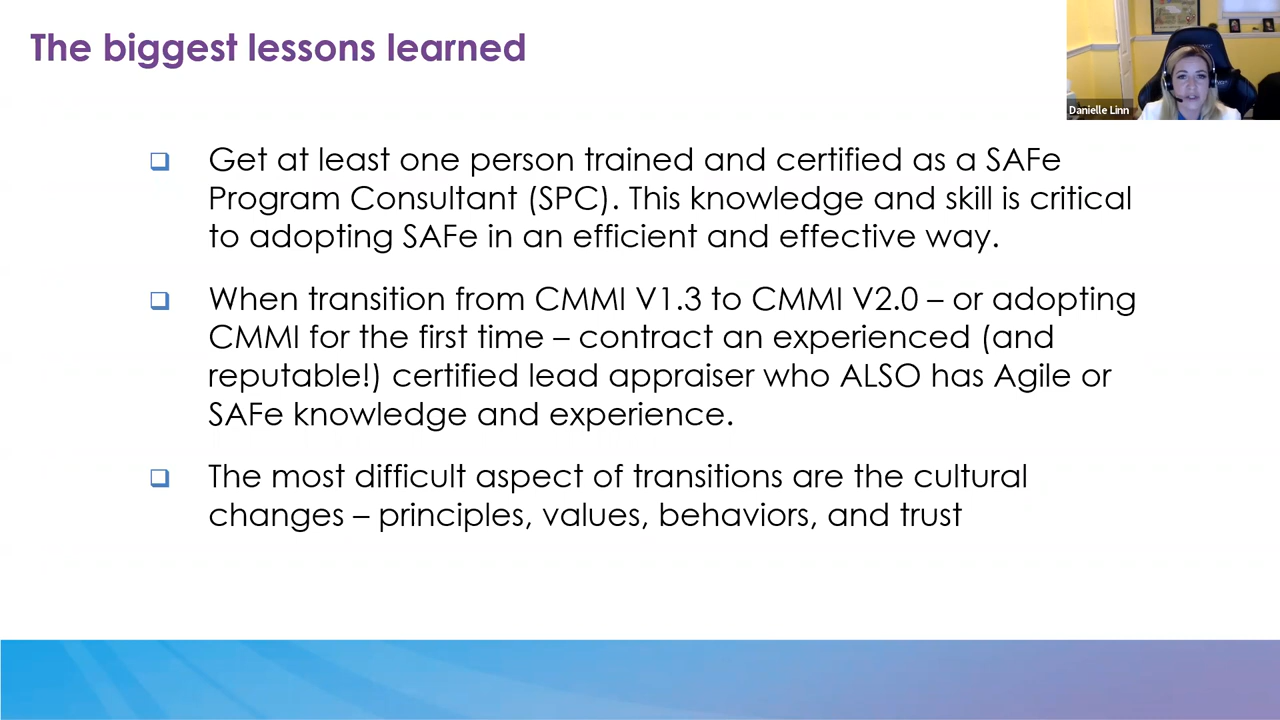 The biggest lessons learned
Danielle Linn
Get at least one person trained and certified as a SAFe
Program Consultant (SPC). This knowledge and skill is critical
to adopting SAFe in an efficient and effective way.
When transition from CMMI V1.3 to CMMI V2.0 – or adopting
CMMI for the first time – contract an experienced (and
reputable!) certified lead appraiser who ALSO has Agile or
SAFe knowledge and experience.
The most difficult aspect of transitions are the cultural
changes – principles, values, behaviors, and trust